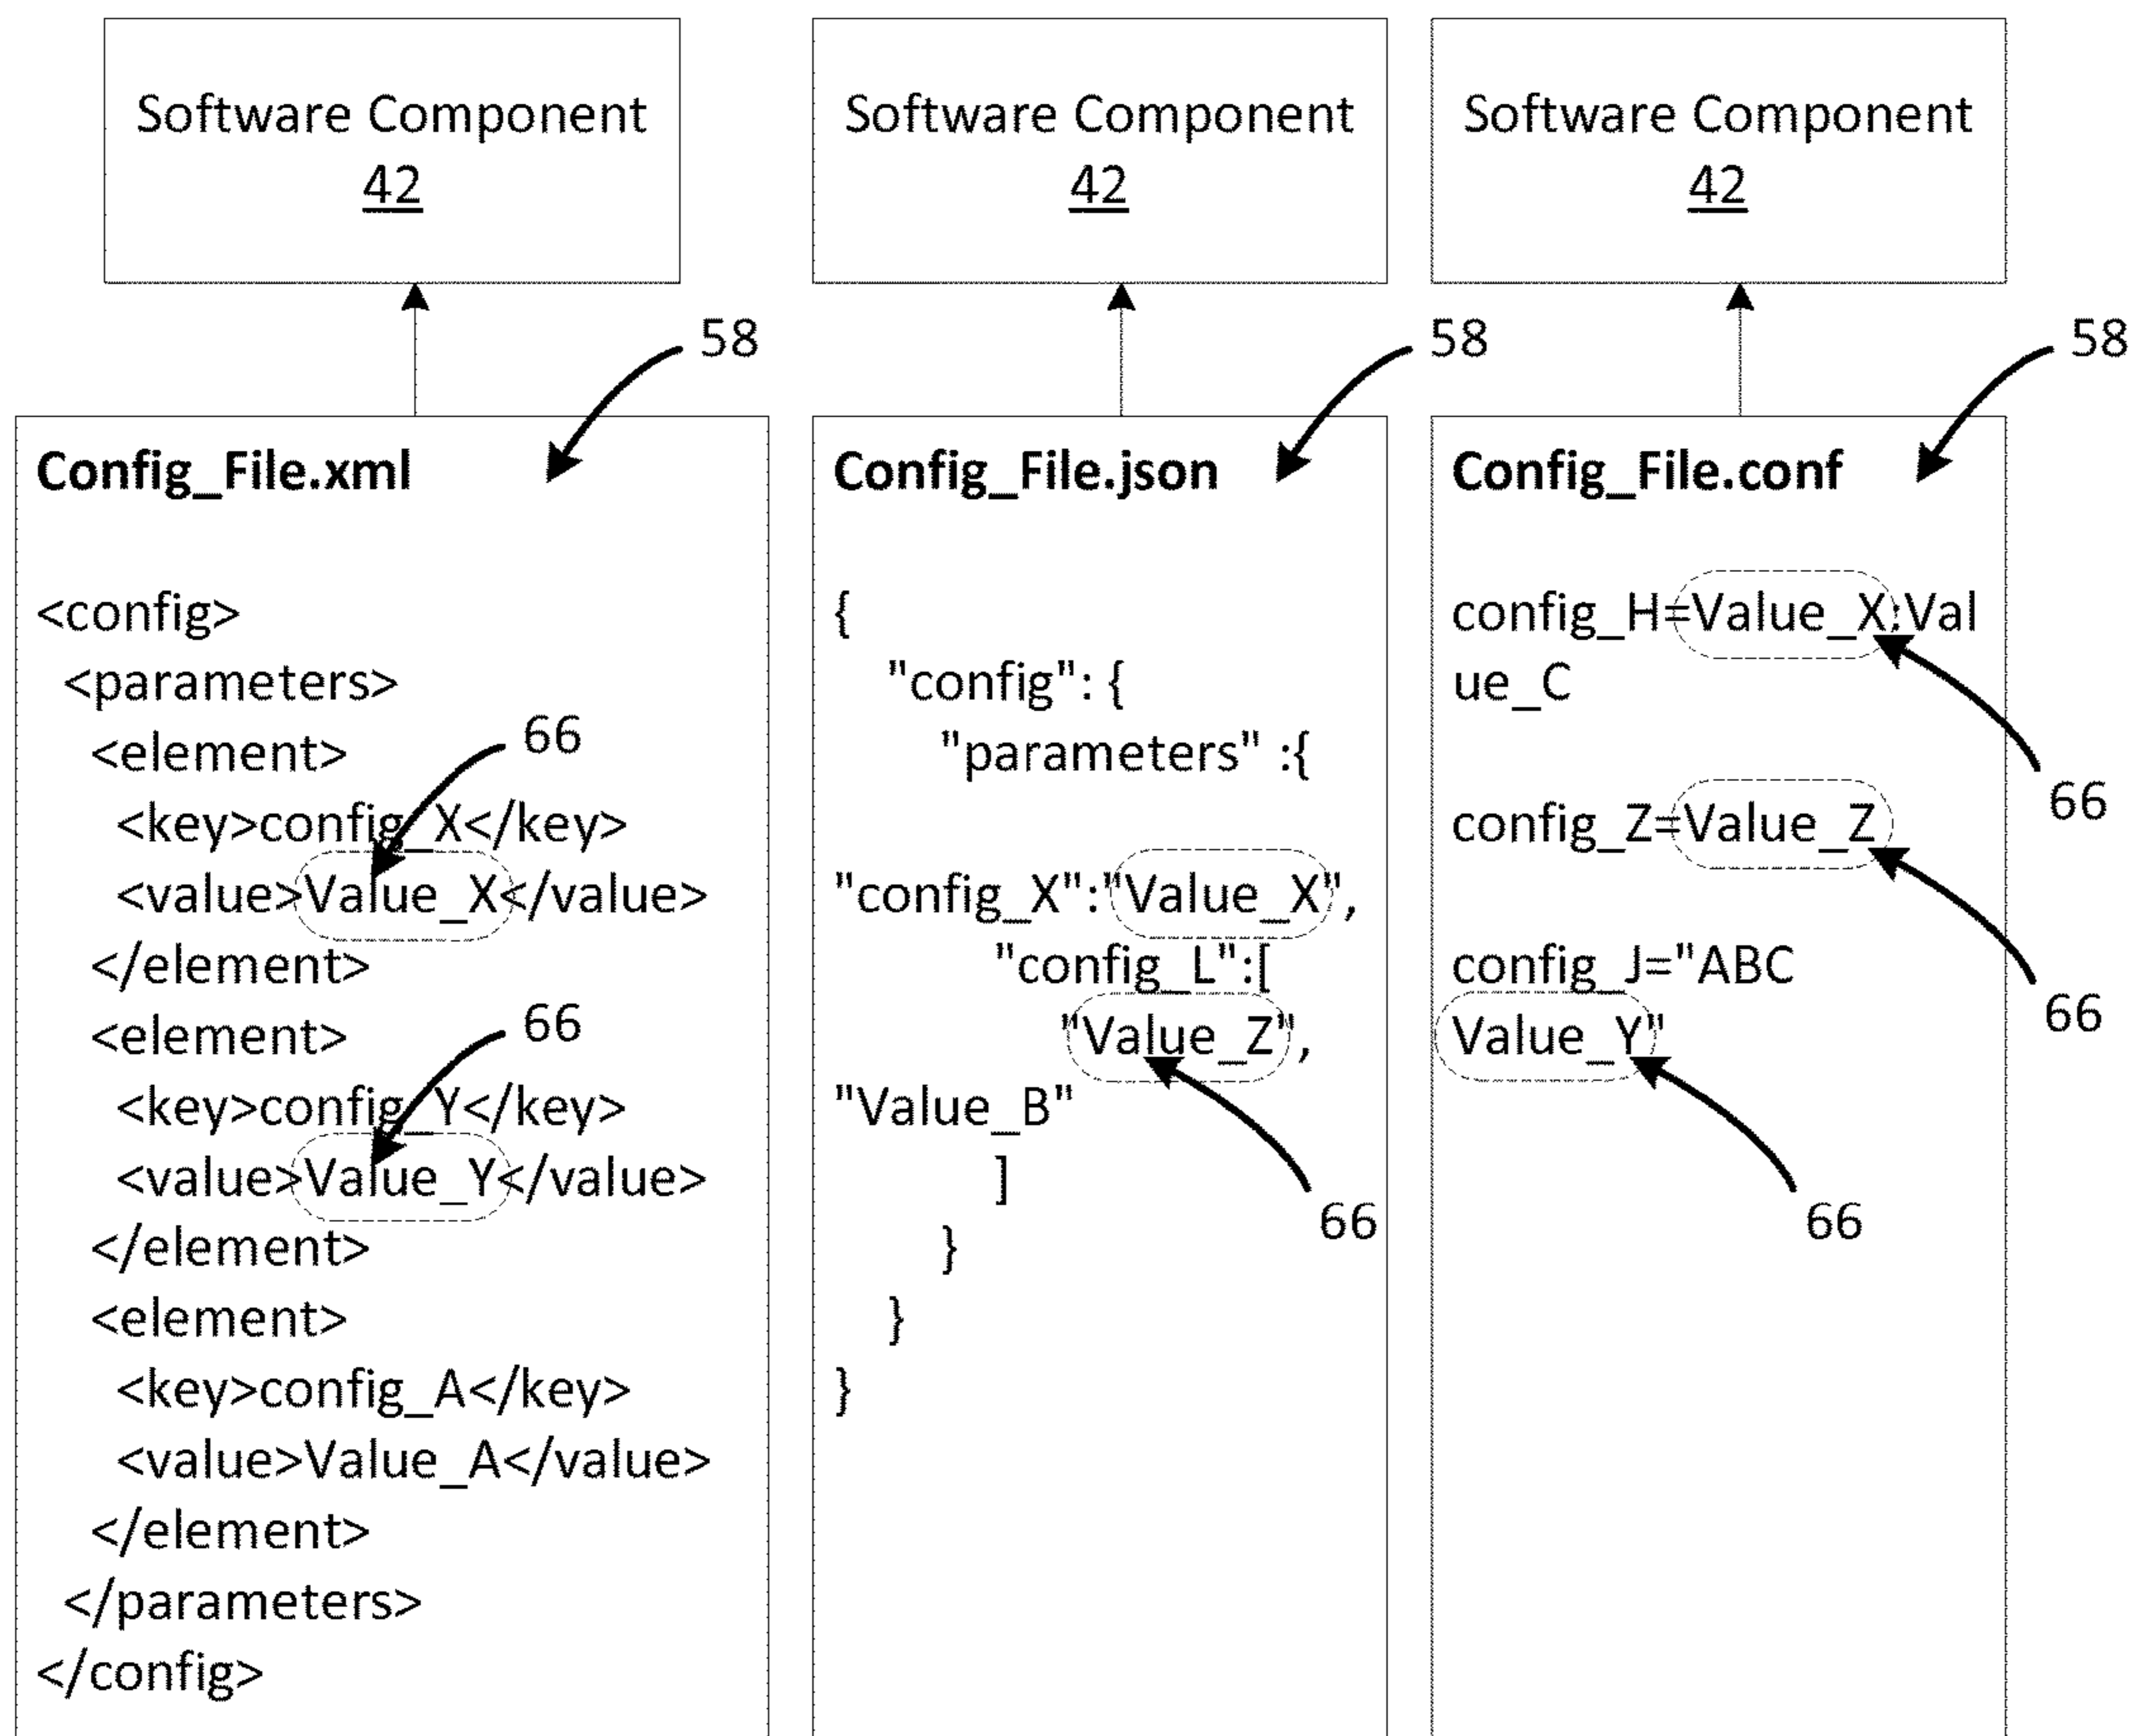 Software Component
42
Software Component
42
Software Component
42
58
58
58
Config_File.xml
<config>
<parameters>
<element>
66
<key>config_X</key>
<value>Value_X</value>
</element>
<element>
66
<key>config_Y</key>
<value>Value_Y</value>
</element>
<element>
<key>config_A</key>
<value>Value_A</value>
</element>
</parameters>
</config>
Config_File.json
{
"config": {
"parameters" :{
"config_X":"Value_X",
"config_L":[
"Value_Z",
"Value_B"
]
66
}
}
}
Config_File.conf
config_H=Value_X:Val
ue_C
66
config_Z=Value_Z
66
config_J="ABC
Value_Y"
66